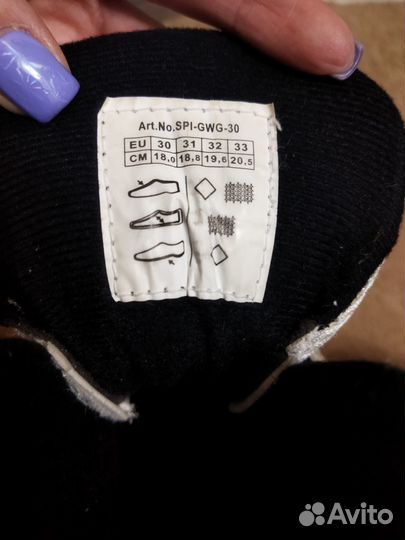 Art.No.SPI-GWG-30
EU 30 31 32 33
CM 18.0 18.8 19.6 20.5
Avito